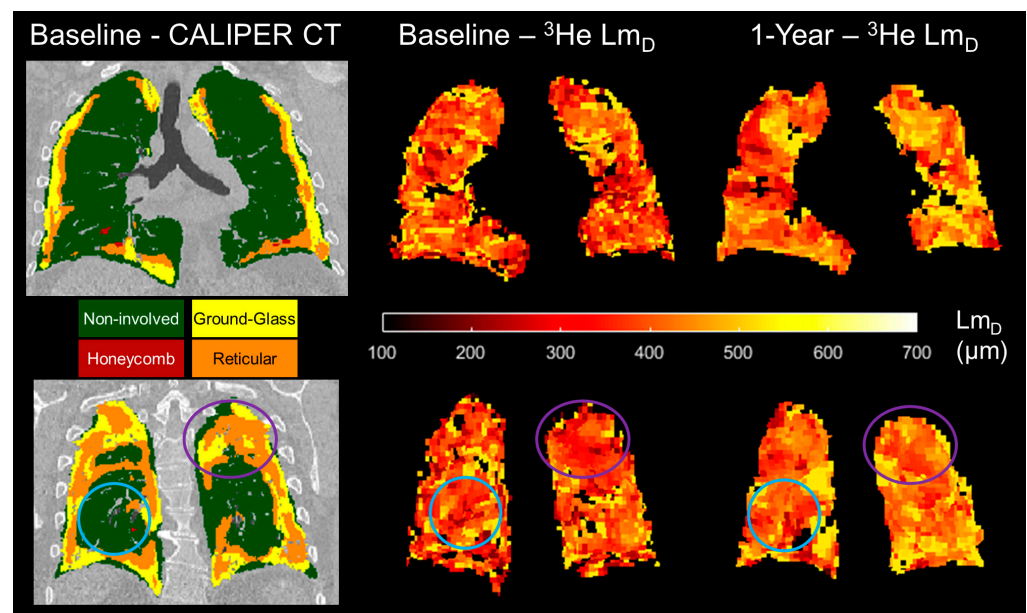 Baseline - CALIPER CT
Baseline – ³He Lm_D
1-Year – ³He Lm_D
Non-involved
Ground-Glass
Honeycomb
Reticular
100 200 300 400 500 600 700
Lm_D
(µm)